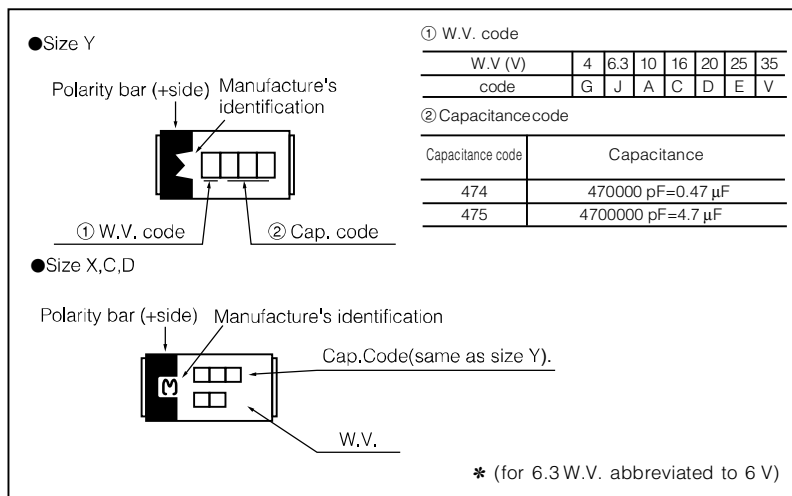 ●Size Y
Polarity bar (+side) Manufacture's
identification
① W.V. code ② Cap. code
① W.V. code
W.V (V) 4 6.3 10 16 20 25 35
code G J A C D E V
② Capacitance code
Capacitance code Capacitance
474 470000 pF=0.47 µF
475 4700000 pF=4.7 µF
●Size X,C,D
Polarity bar (+side) Manufacture's identification
Cap.Code(same as size Y).
W.V.
* (for 6.3 W.V. abbreviated to 6 V)